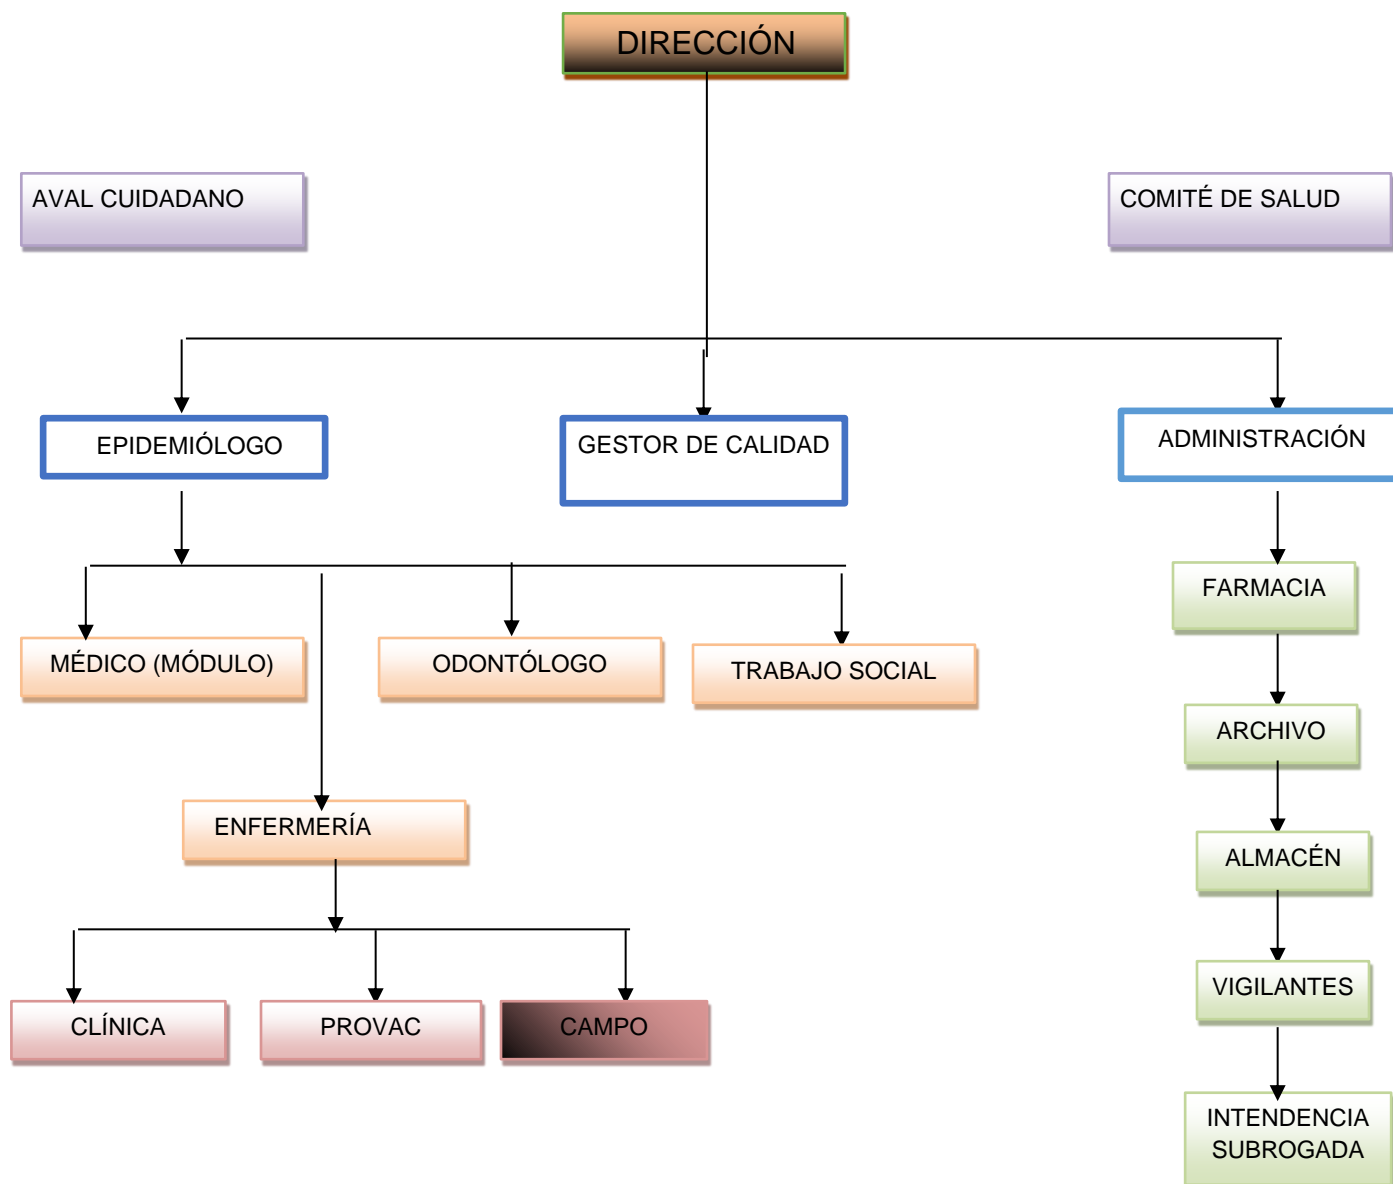 DIRECCIÓN
AVAL CUIDADANO
COMITÉ DE SALUD
EPIDEMIÓLOGO
GESTOR DE CALIDAD
ADMINISTRACIÓN
FARMACIA
MÉDICO (MÓDULO)
ODONTÓLOGO
TRABAJO SOCIAL
ARCHIVO
ENFERMERÍA
ALMACÉN
VIGILANTES
CLÍNICA
PROVAC
CAMPO
INTENDENCIA
SUBROGADA